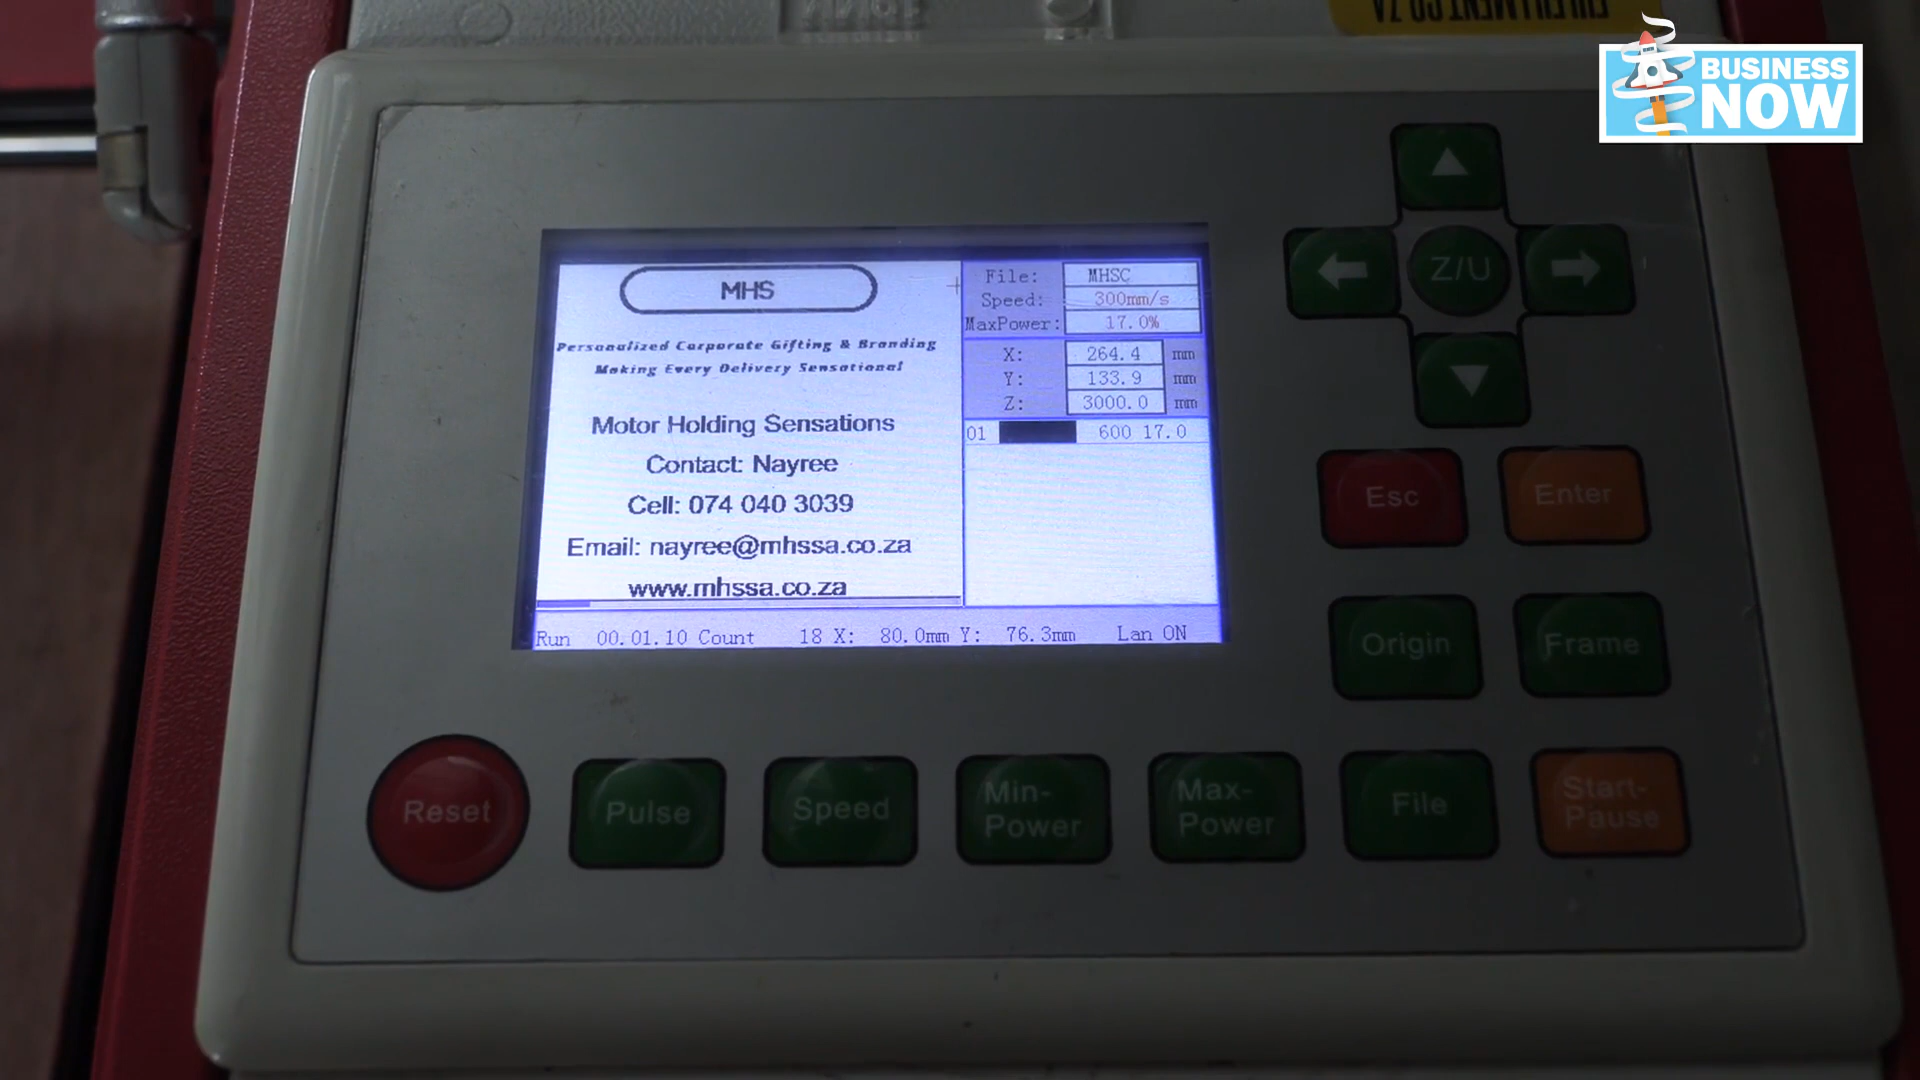 FULFILLMENT CO ZA
BUSINESS
NOW
MHS
Personalized Corporate Gifting & Branding
Making Every Delivery Sensational
Motor Holding Sensations
Contact: Nayree
Cell: 074 040 3039
Email: nayree@mhssa.co.za
www.mhssa.co.za
File: MHSC
Speed: 300mm/s
MaxPower: 17.0%
X: 264.4 mm
Y: 133.9 mm
Z: 3000.0 mm
01 600 17.0
Run 00.01.10 Count 18 X: 80.0mm Y: 76.3mm Lan ON
Z/U
Esc Enter
Origin Frame
Reset Pulse Speed Min-Power Max-Power File Start-Pause